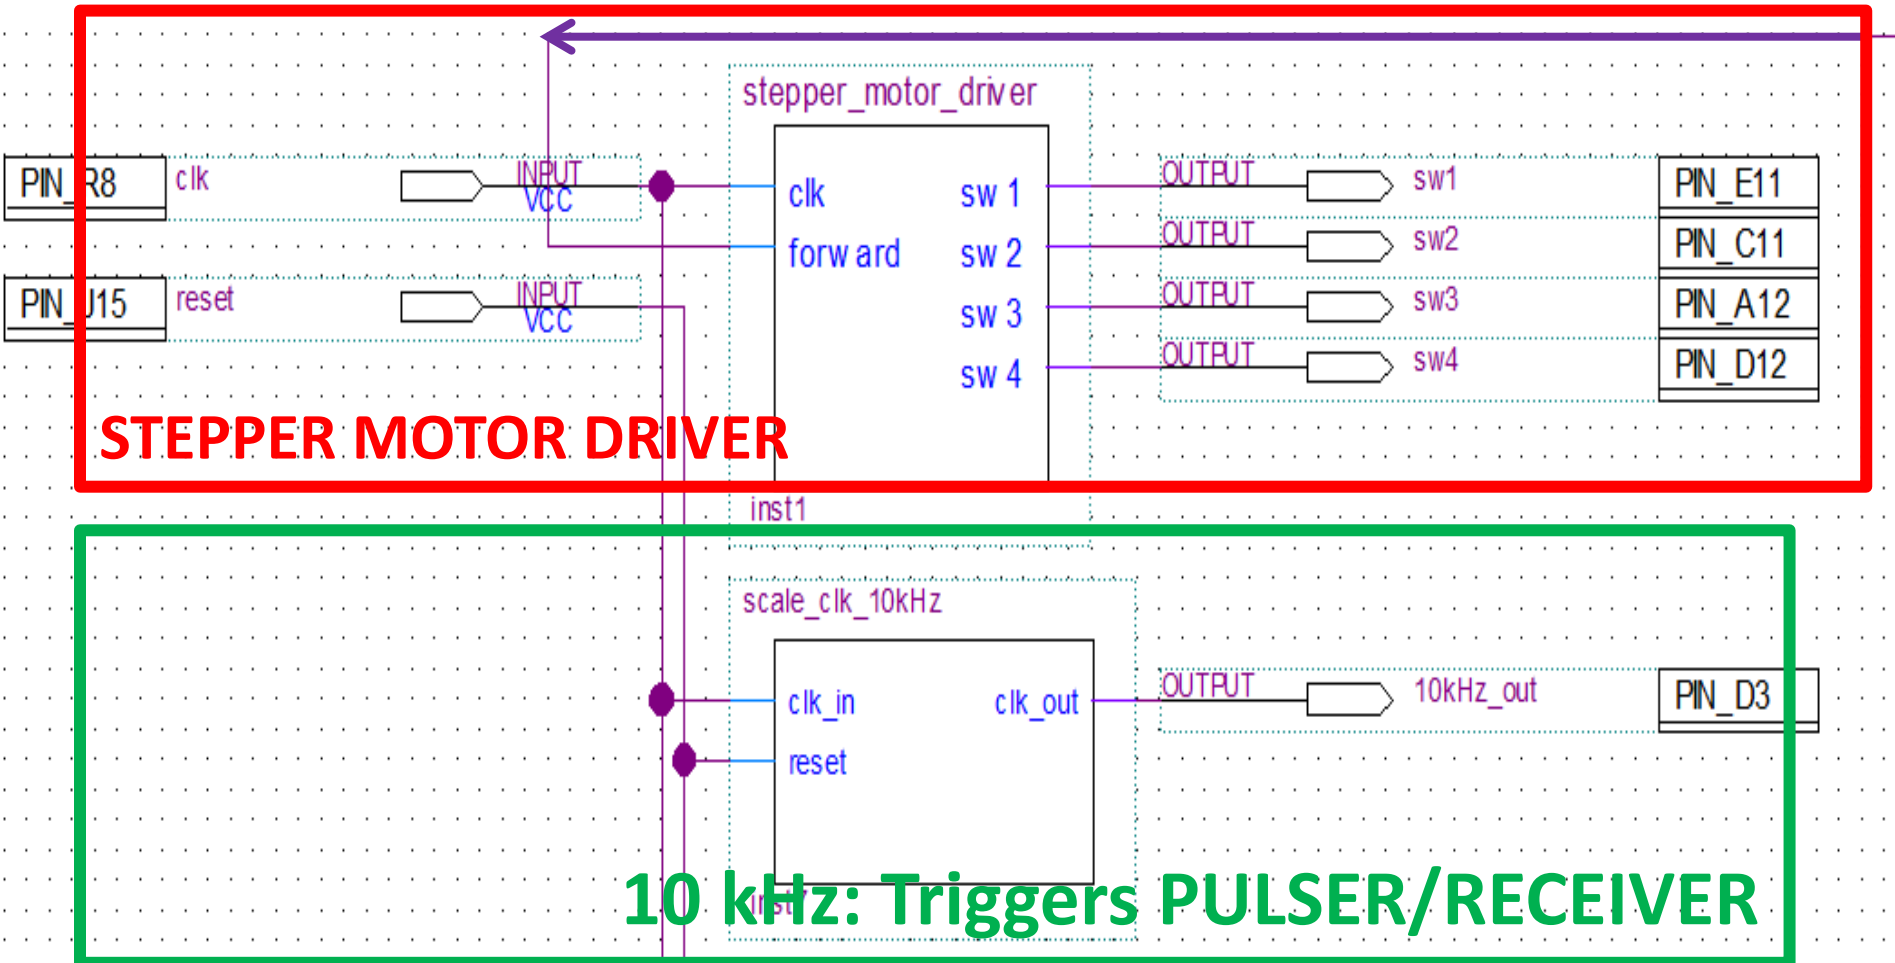 stepper_motor_driver
PIN_R8 clk INPUT VCC
clk sw 1 OUTPUT sw1 PIN_E11
forward sw 2 OUTPUT sw2 PIN_C11
PIN_J15 reset INPUT VCC
sw 3 OUTPUT sw3 PIN_A12
sw 4 OUTPUT sw4 PIN_D12
STEPPER MOTOR DRIVER
inst1
scale_clk_10kHz
clk_in clk_out OUTPUT 10kHz_out PIN_D3
reset
10 kHz: Triggers PULSER/RECEIVER